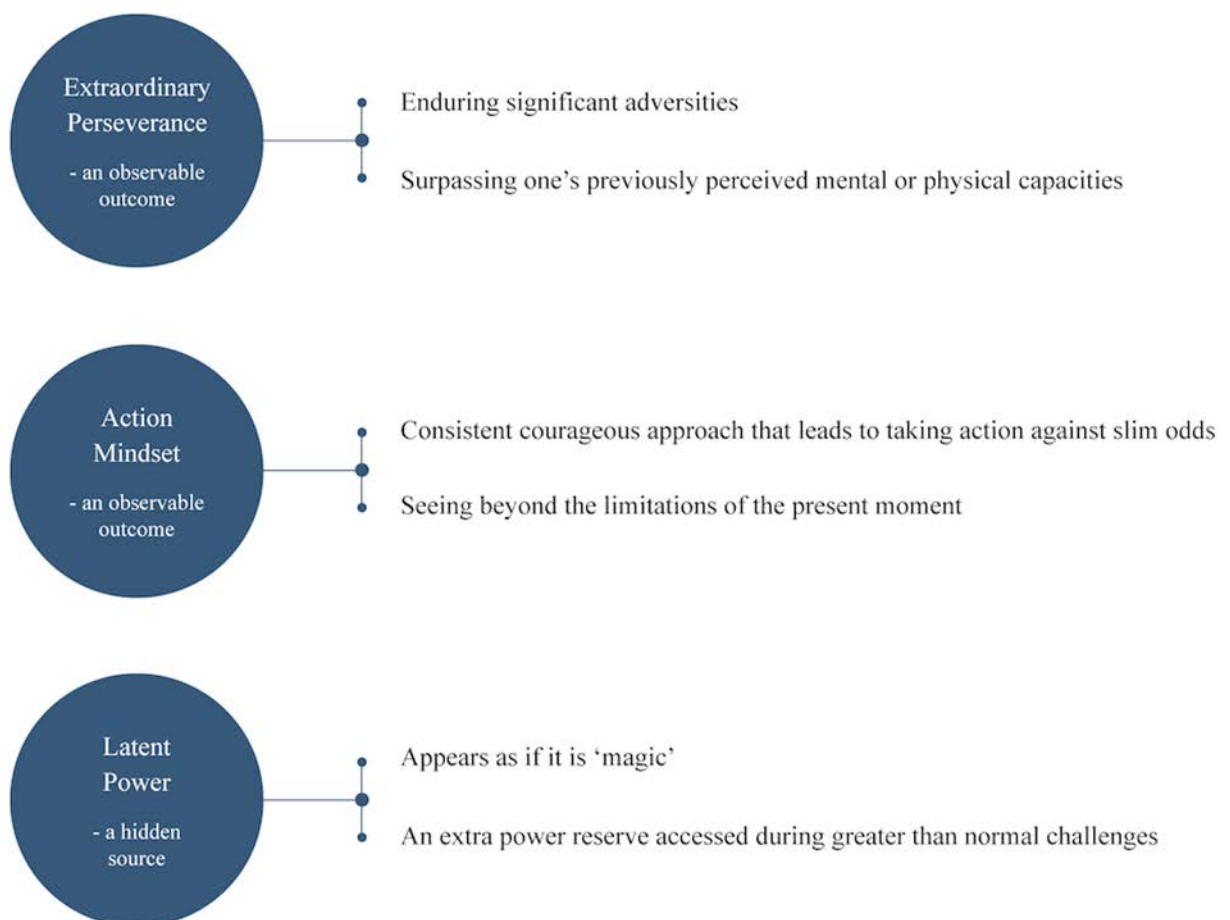 Extraordinary
Perseverance
- an observable
outcome
Enduring significant adversities
Surpassing one’s previously perceived mental or physical capacities
Action
Mindset
- an observable
outcome
Consistent courageous approach that leads to taking action against slim odds
Seeing beyond the limitations of the present moment
Latent
Power
- a hidden
source
Appears as if it is ‘magic’
An extra power reserve accessed during greater than normal challenges